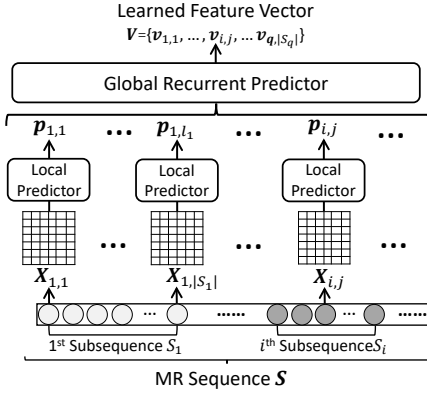 Learned Feature Vector
V={v1,1, …, vi,j, … vq,|Sq|}
Global Recurrent Predictor
p1,1 … p1,l1 … pi,j …
Local Predictor Local Predictor Local Predictor
… … …
X1,1 X1,|S1| Xi,j
… …… … ……
1st Subsequence S1 ith SubsequenceSi
MR Sequence S